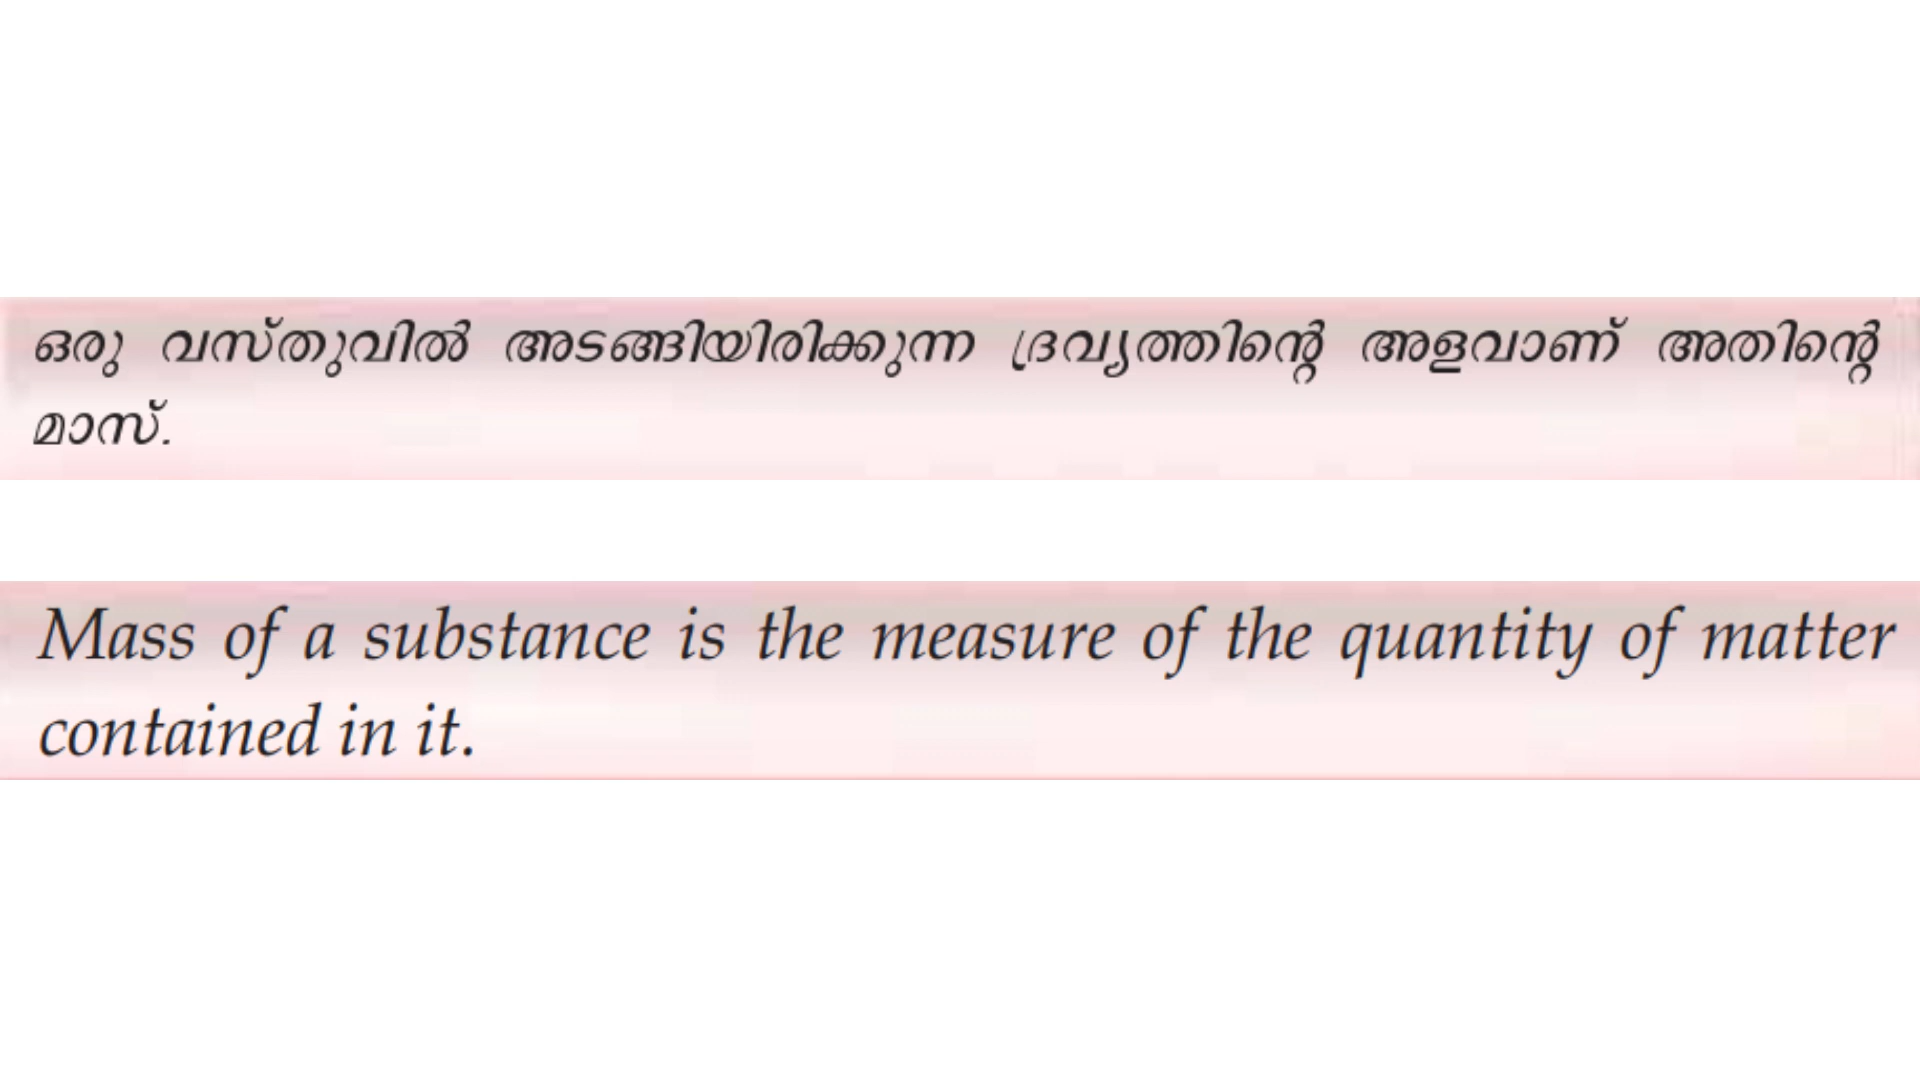 ഒരു വസ്തുവിൽ അടങ്ങിയിരിക്കുന്ന ദ്രവ്യത്തിന്റെ അളവാണ് അതിന്റെ
മാസ്.
Mass of a substance is the measure of the quantity of matter
contained in it.